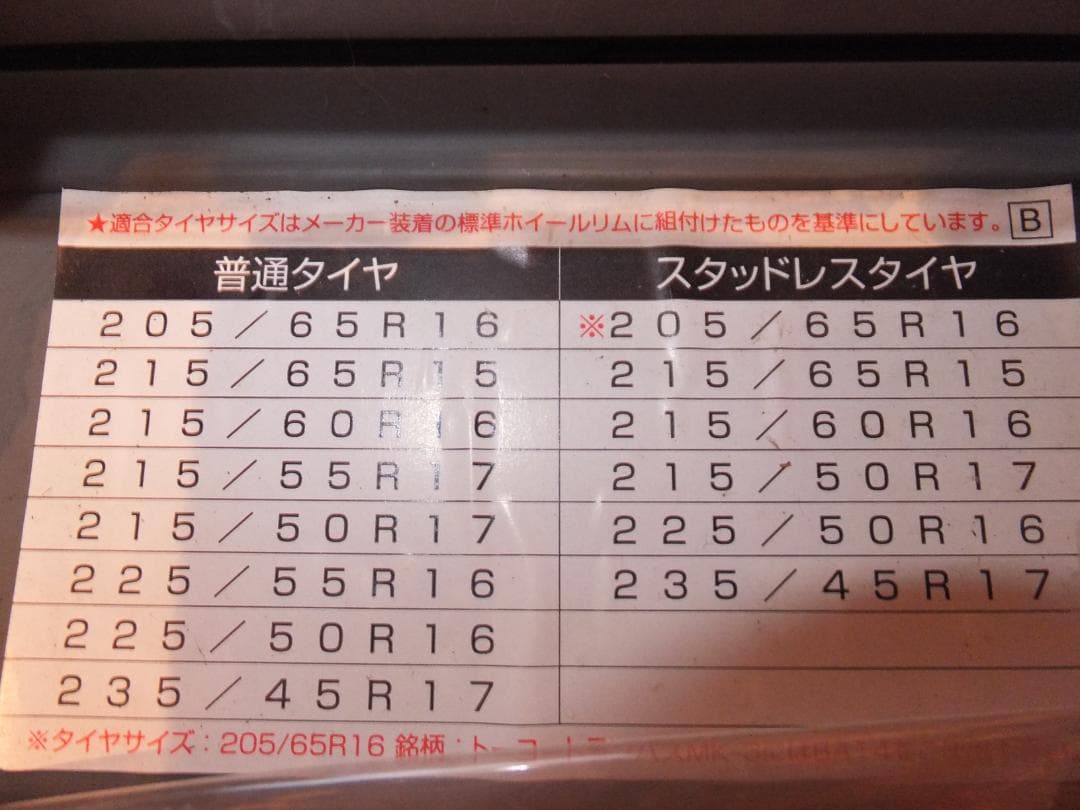 ★適合タイヤサイズはメーカー装着の標準ホイールリムに組付けたものを基準にしています。 B
普通タイヤ スタッドレスタイヤ
205/65R16 ※205/65R16
215/65R15 215/65R15
215/60R16 215/60R16
215/55R17 215/50R17
215/50R17 225/50R16
225/55R16 235/45R17
225/50R16
235/45R17
※タイヤサイズ：205/65R16 銘柄：トーヨー